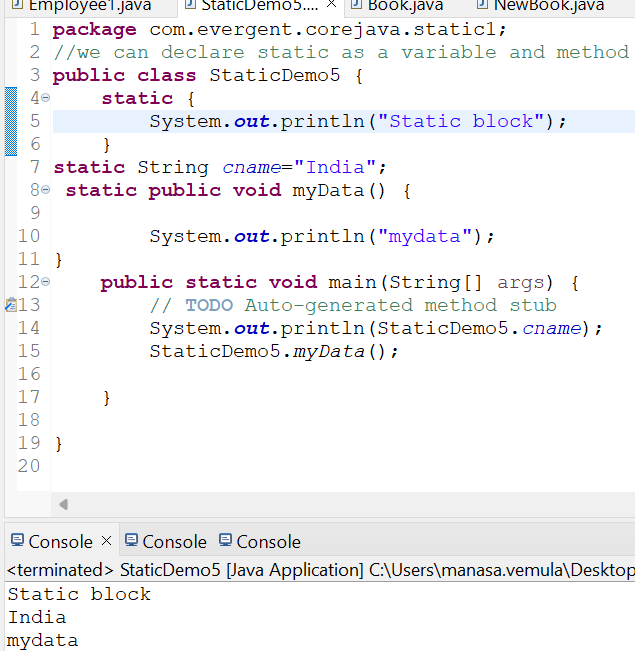 Employee1.java StaticDemo5.... Book.java NewBook.java
1 package com.evergent.corejava.static1;
2 //we can declare static as a variable and method
3 public class StaticDemo5 {
4 static {
5 System.out.println("Static block");
6 }
7 static String cname="India";
8 static public void myData() {
9
10 System.out.println("mydata");
11 }
12 public static void main(String[] args) {
13 // TODO Auto-generated method stub
14 System.out.println(StaticDemo5.cname);
15 StaticDemo5.myData();
16
17 }
18
19 }
20
Console Console Console
<terminated> StaticDemo5 [Java Application] C:\Users\manasa.vemula\Desktop
Static block
India
mydata